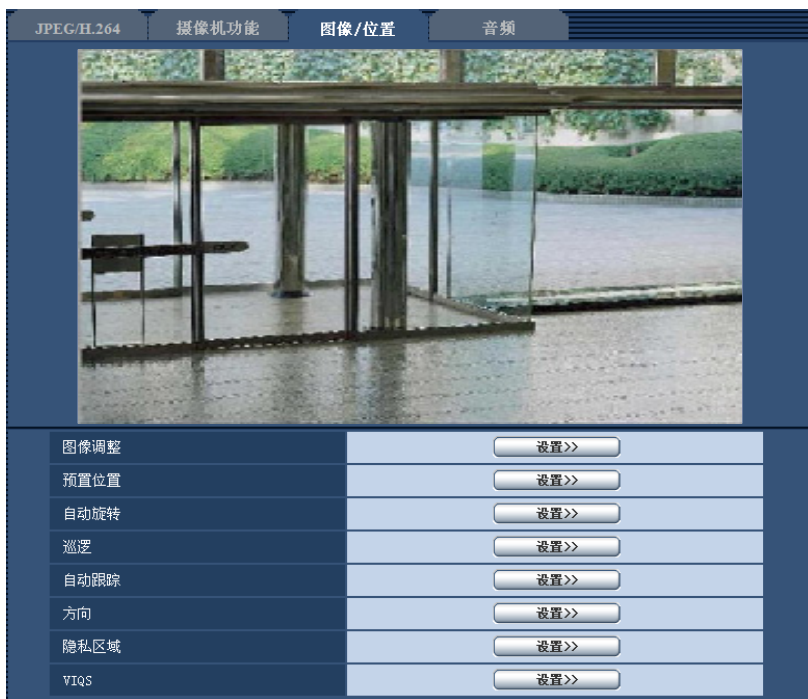 JPEG/H.264 摄像机功能 图像/位置 音频
图像调整 设置>>
预置位置 设置>>
自动旋转 设置>>
巡逻 设置>>
自动跟踪 设置>>
方向 设置>>
隐私区域 设置>>
VIQS 设置>>